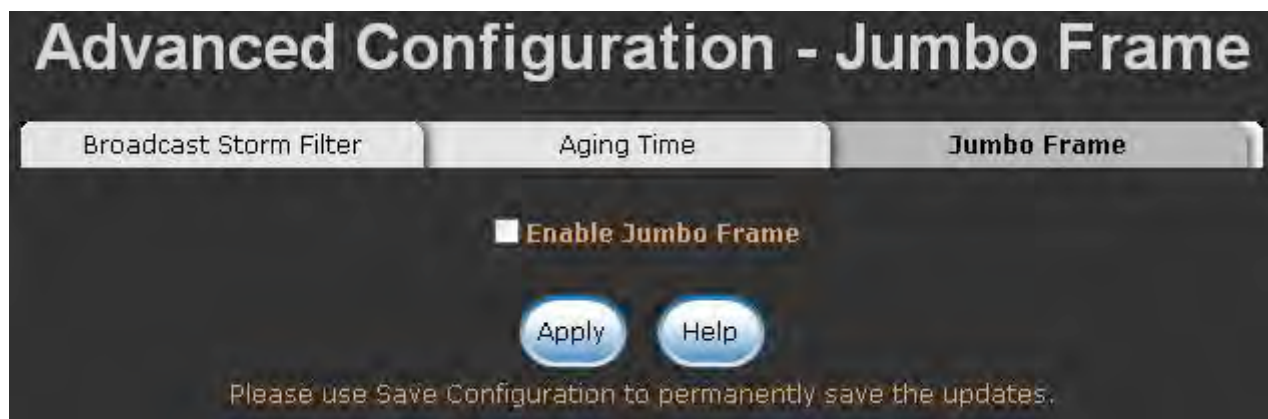 Advanced Configuration - Jumbo Frame
Broadcast Storm Filter Aging Time Jumbo Frame
Enable Jumbo Frame
Apply Help
Please use Save Configuration to permanently save the updates.